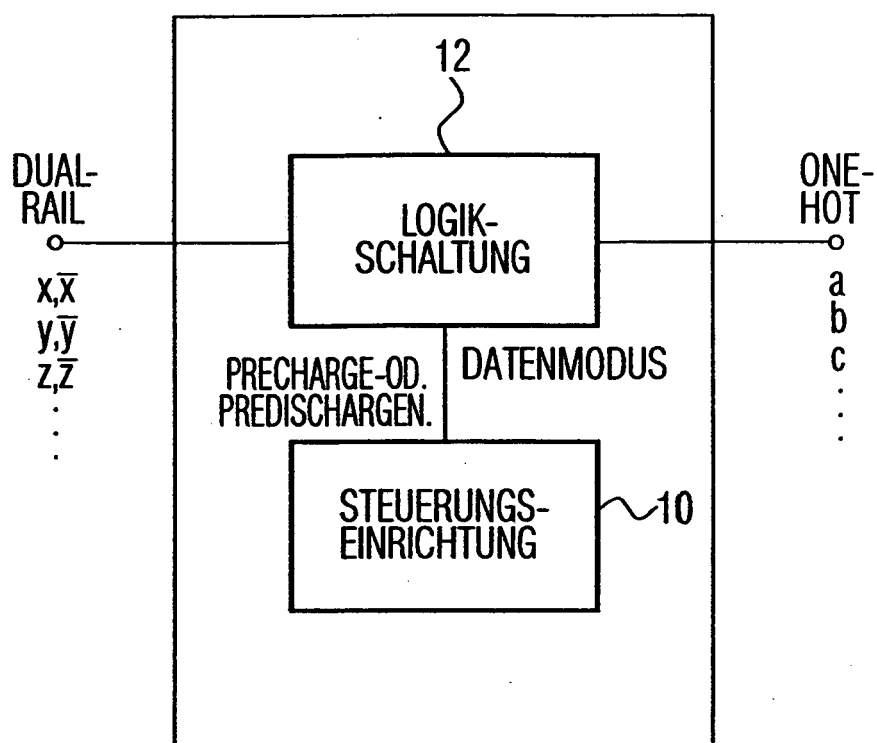 12
DUAL-
RAIL
x,x̅
y,y̅
z,z̅
.
.
.
LOGIK-
SCHALTUNG
ONE-
HOT
a
b
c
.
.
.
PRECHARGE-OD.
PREDISCHARGEN.
DATENMODUS
STEUERUNGS-
EINRICHTUNG
10